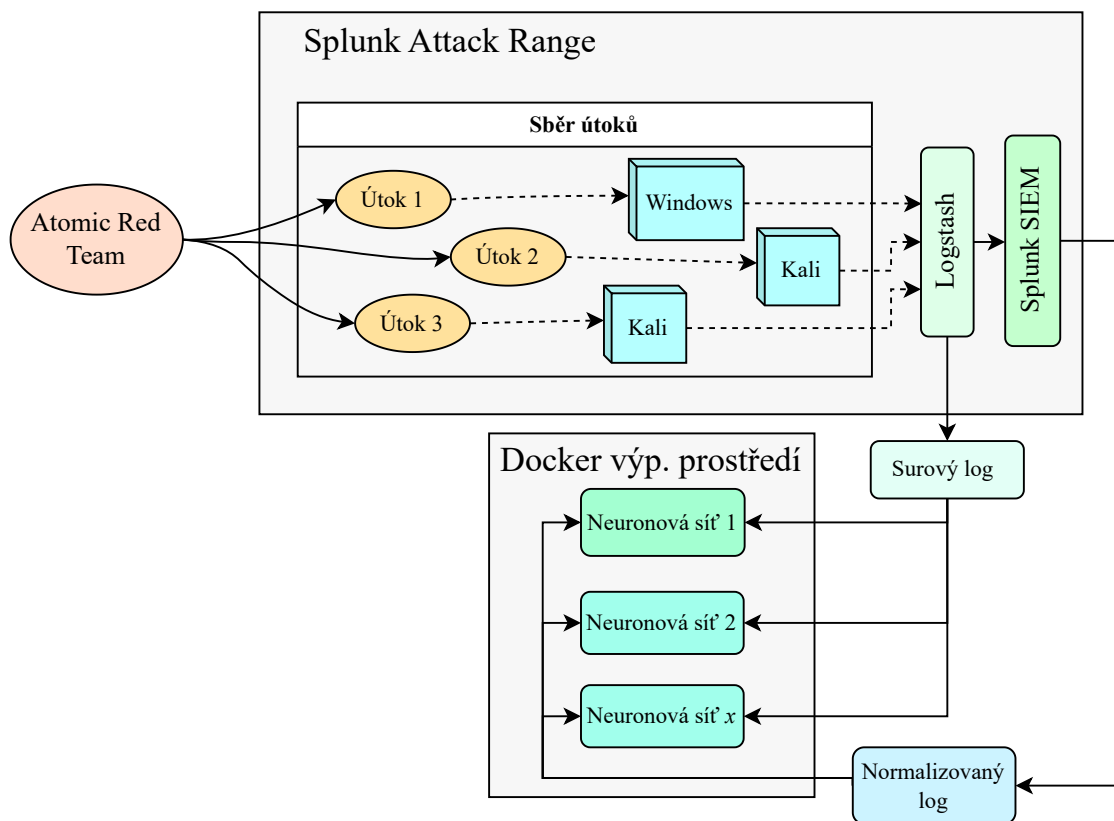 Splunk Attack Range
Sběr útoků
Atomic Red
Team
Útok 1
Útok 2
Útok 3
Windows
Kali
Kali
Logstash
Splunk SIEM
Surový log
Docker výp. prostředí
Neuronová síť 1
Neuronová síť 2
Neuronová síť x
Normalizovaný
log